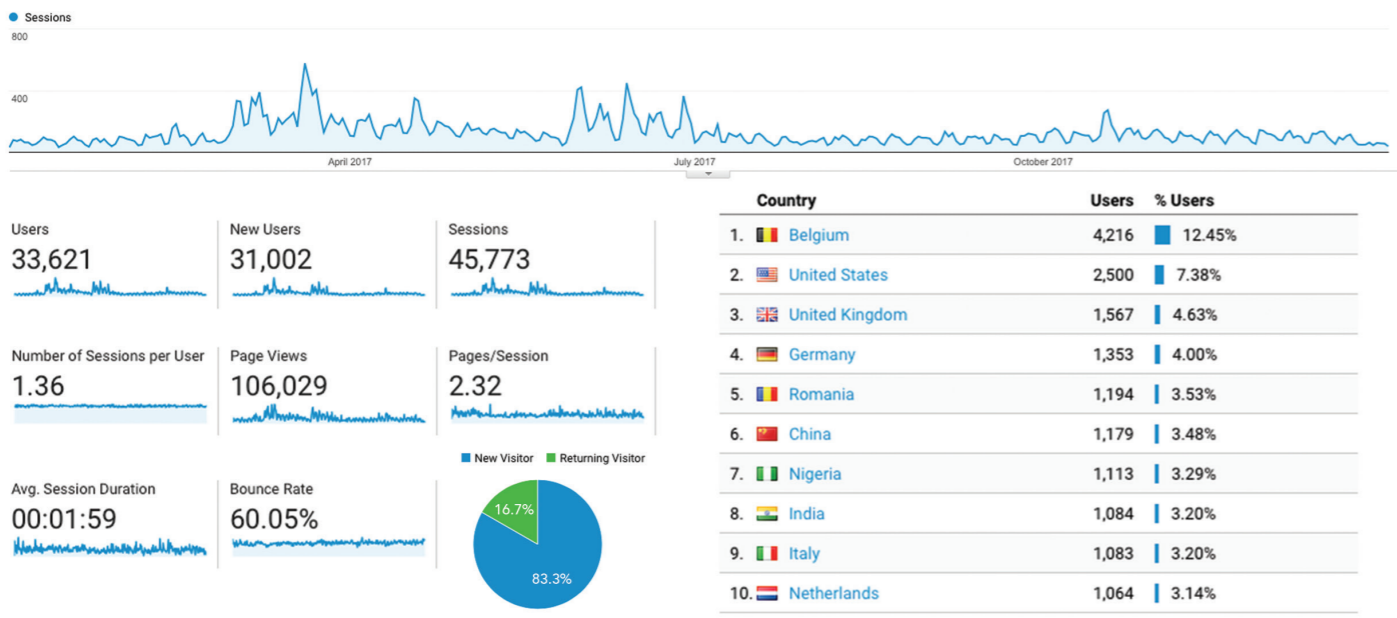 Sessions
800
400
April 2017 July 2017 October 2017
Users
33,621
New Users
31,002
Sessions
45,773
Number of Sessions per User
1.36
Page Views
106,029
Pages/Session
2.32
Avg. Session Duration
00:01:59
Bounce Rate
60.05%
New Visitor Returning Visitor
16.7%
83.3%
Country Users % Users
1. Belgium 4,216 12.45%
2. United States 2,500 7.38%
3. United Kingdom 1,567 4.63%
4. Germany 1,353 4.00%
5. Romania 1,194 3.53%
6. China 1,179 3.48%
7. Nigeria 1,113 3.29%
8. India 1,084 3.20%
9. Italy 1,083 3.20%
10. Netherlands 1,064 3.14%